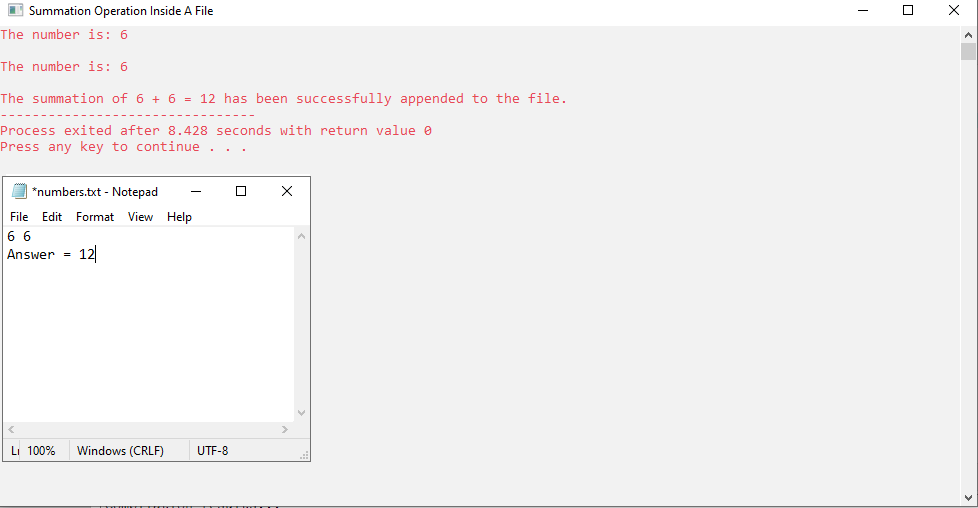 Summation Operation Inside A File
The number is: 6
The number is: 6
The summation of 6 + 6 = 12 has been successfully appended to the file.
--------------------------------
Process exited after 8.428 seconds with return value 0
Press any key to continue . . .
*numbers.txt - Notepad
File Edit Format View Help
6 6
Answer = 12
100% Windows (CRLF) UTF-8